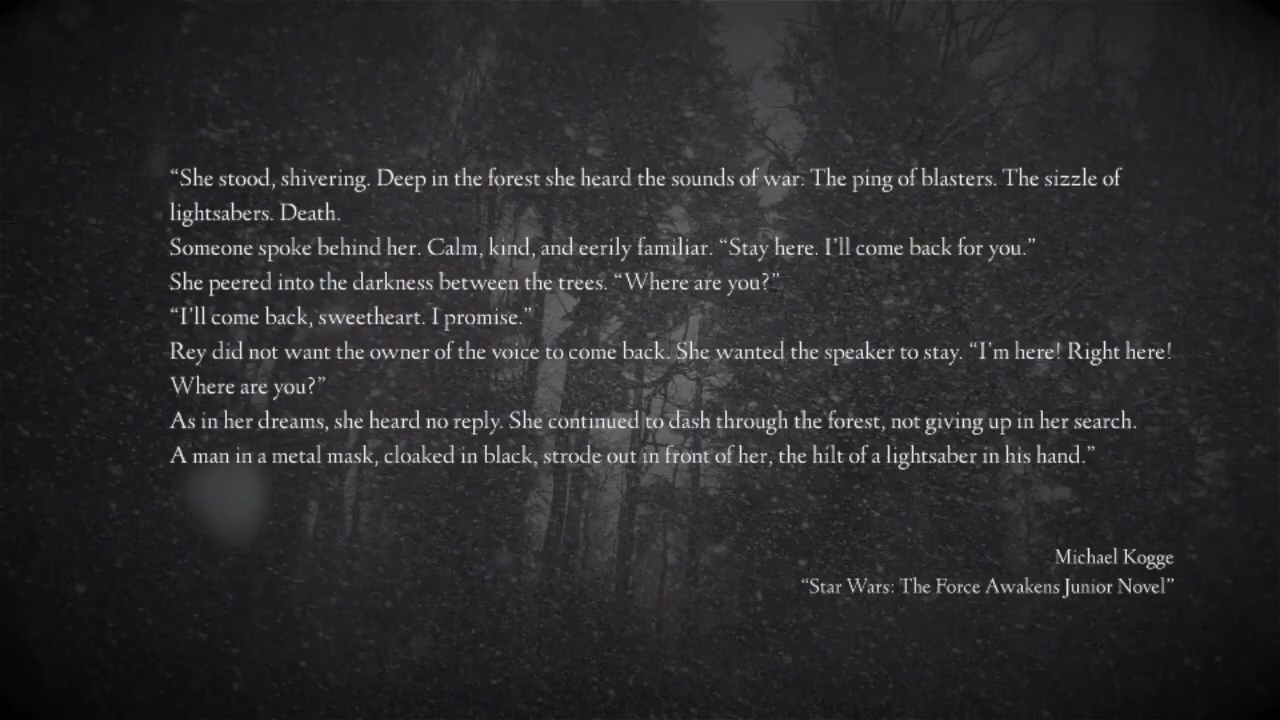 “She stood, shivering. Deep in the forest she heard the sounds of war. The ping of blasters. The sizzle of
lightsabers. Death.
Someone spoke behind her. Calm, kind, and eerily familiar. “Stay here. I’ll come back for you.”
She peered into the darkness between the trees. “Where are you?”
“I’ll come back, sweetheart. I promise.”
Rey did not want the owner of the voice to come back. She wanted the speaker to stay. “I’m here! Right here!
Where are you?”
As in her dreams, she heard no reply. She continued to dash through the forest, not giving up in her search.
A man in a metal mask, cloaked in black, strode out in front of her, the hilt of a lightsaber in his hand.”
Michael Kogge
“Star Wars: The Force Awakens Junior Novel”